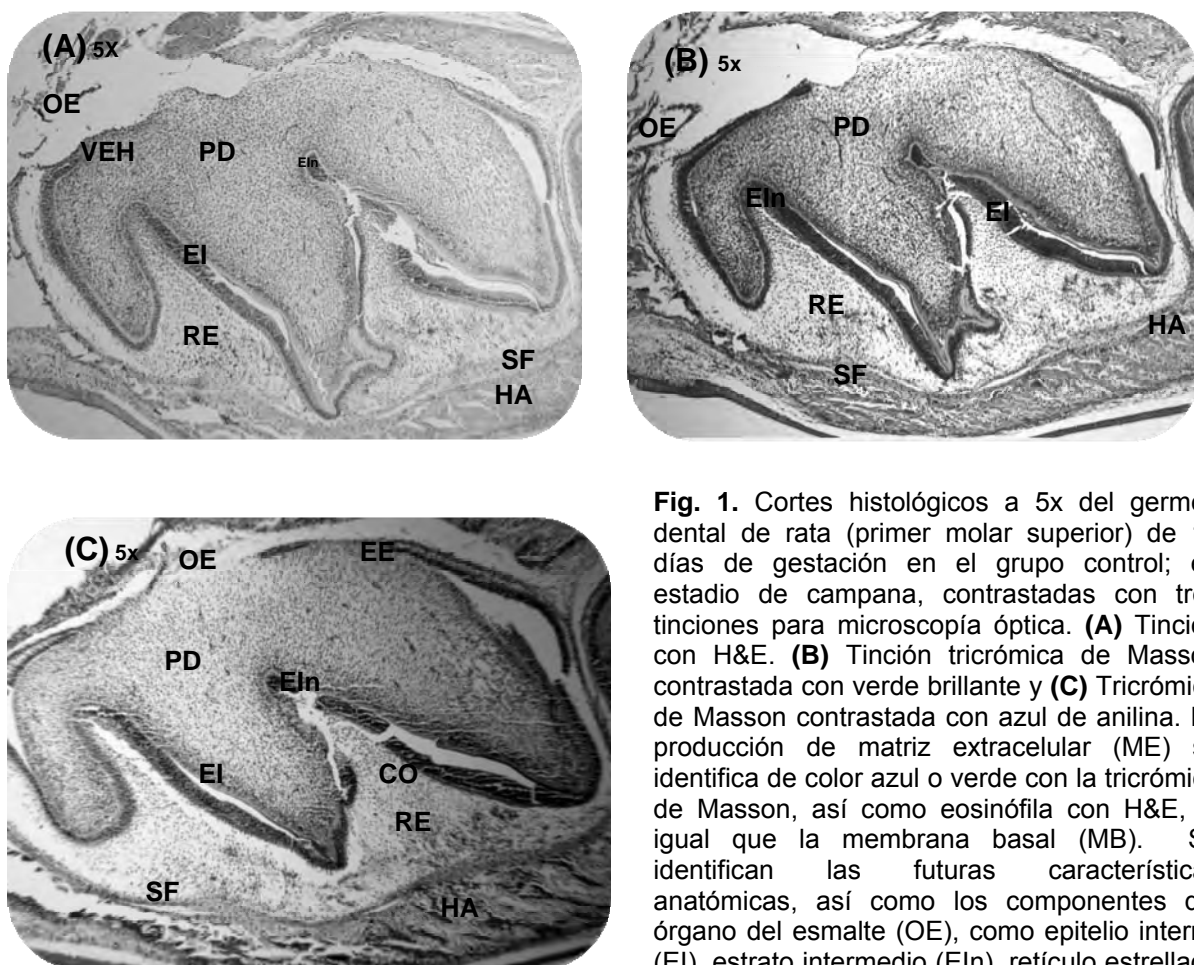 (A) 5x
OE
VEH PD EIn
EI
RE
SF
HA
(B) 5x
OE
PD
EIn EI
RE
HA
SF
(C) 5x
OE EE
PD
EIn
EI CO
RE
SF
HA
Fig. 1. Cortes histológicos a 5x del germe
dental de rata (primer molar superior) de
días de gestación en el grupo control; e
estadio de campana, contrastadas con tre
tinciones para microscopía óptica. (A) Tinció
con H&E. (B) Tinción tricrómica de Masso
contrastada con verde brillante y (C) Tricrómic
de Masson contrastada con azul de anilina. L
producción de matriz extracelular (ME) s
identifica de color azul o verde con la tricrómic
de Masson, así como eosinófila con H&E,
igual que la membrana basal (MB). S
identifican las futuras característica
anatómicas, así como los componentes d
órgano del esmalte (OE), como epitelio intern
(EI), estrato intermedio (EIn), retículo estrellad